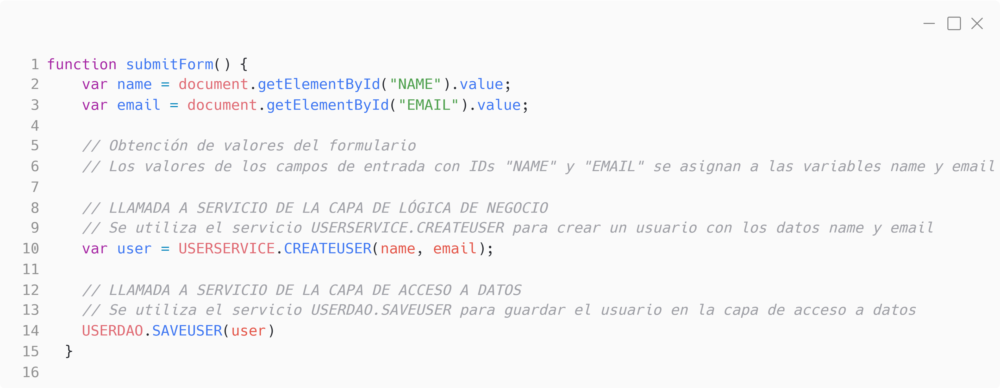 1 function submitForm() {
2     var name = document.getElementById("NAME").value;
3     var email = document.getElementById("EMAIL").value;
4
5     // Obtención de valores del formulario
6     // Los valores de los campos de entrada con IDs "NAME" y "EMAIL" se asignan a las variables name y email
7
8     // LLAMADA A SERVICIO DE LA CAPA DE LÓGICA DE NEGOCIO
9     // Se utiliza el servicio USERSERVICE.CREATEUSER para crear un usuario con los datos name y email
10     var user = USERSERVICE.CREATEUSER(name, email);
11
12     // LLAMADA A SERVICIO DE LA CAPA DE ACCESO A DATOS
13     // Se utiliza el servicio USERDAO.SAVEUSER para guardar el usuario en la capa de acceso a datos
14     USERDAO.SAVEUSER(user)
15   }
16